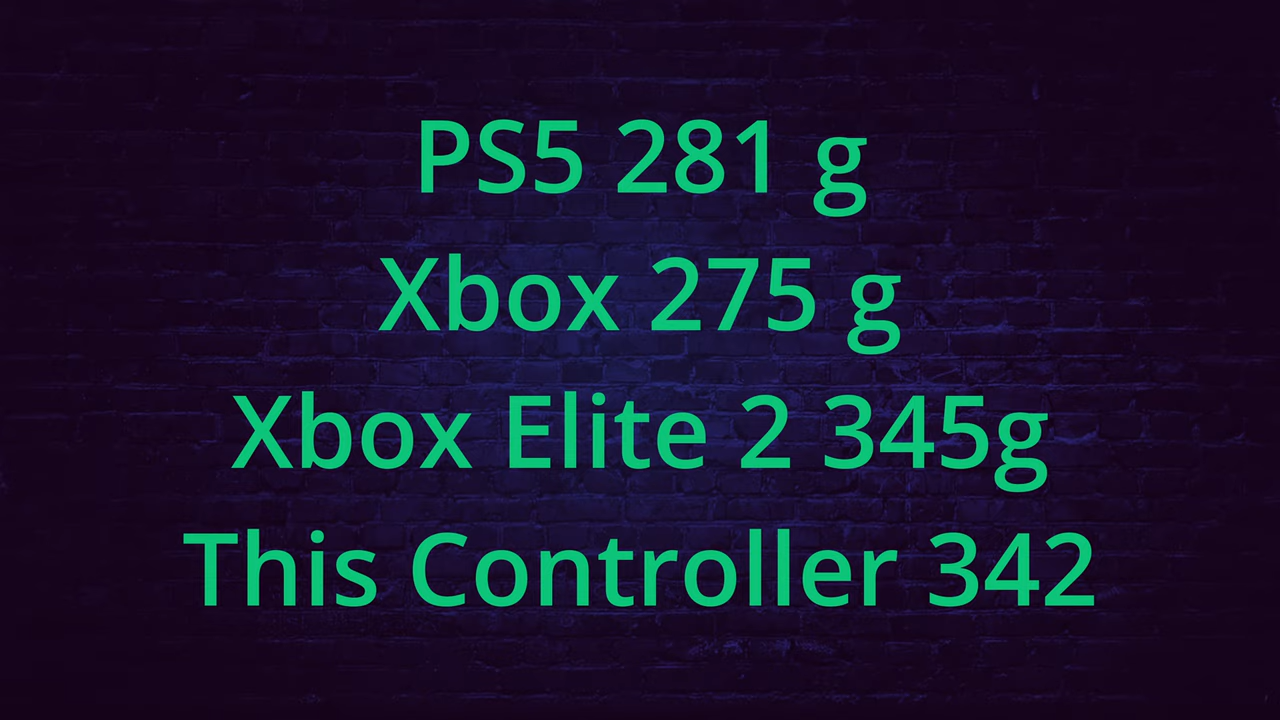 PS5 281 g
Xbox 275 g
Xbox Elite 2 345g
This Controller 342